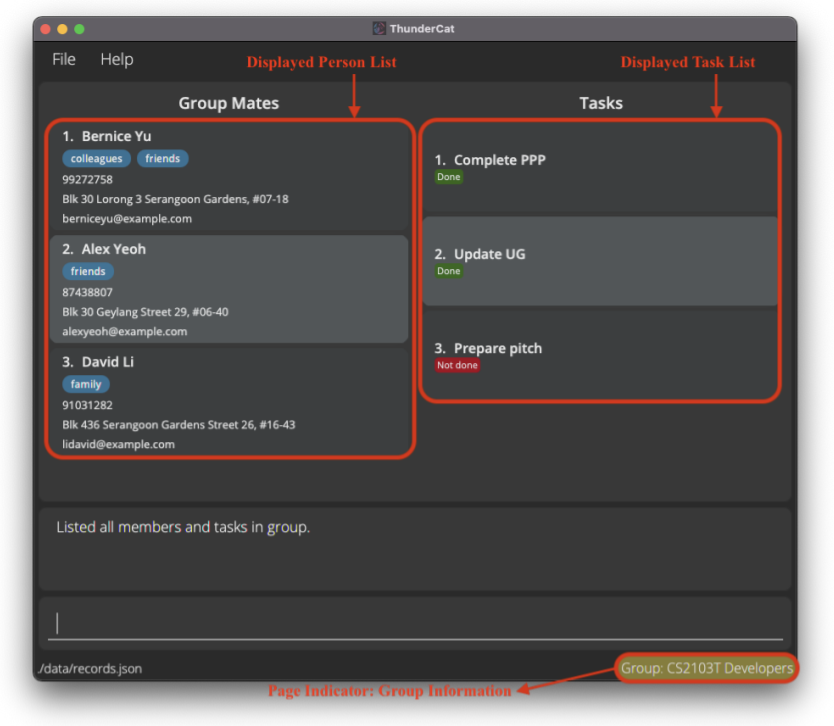 ThunderCat
File Help
Displayed Person List
Displayed Task List
Group Mates
1. Bernice Yu
colleagues friends
99272758
Blk 30 Lorong 3 Serangoon Gardens, #07-18
berniceyu@example.com
2. Alex Yeoh
friends
87438807
Blk 30 Geylang Street 29, #06-40
alexyeoh@example.com
3. David Li
family
91031282
Blk 436 Serangoon Gardens Street 26, #16-43
lidavid@example.com
Tasks
1. Complete PPP
Done
2. Update UG
Done
3. Prepare pitch
Not done
Listed all members and tasks in group.
./data/records.json
Group: CS2103T Developers
Page Indicator: Group Information